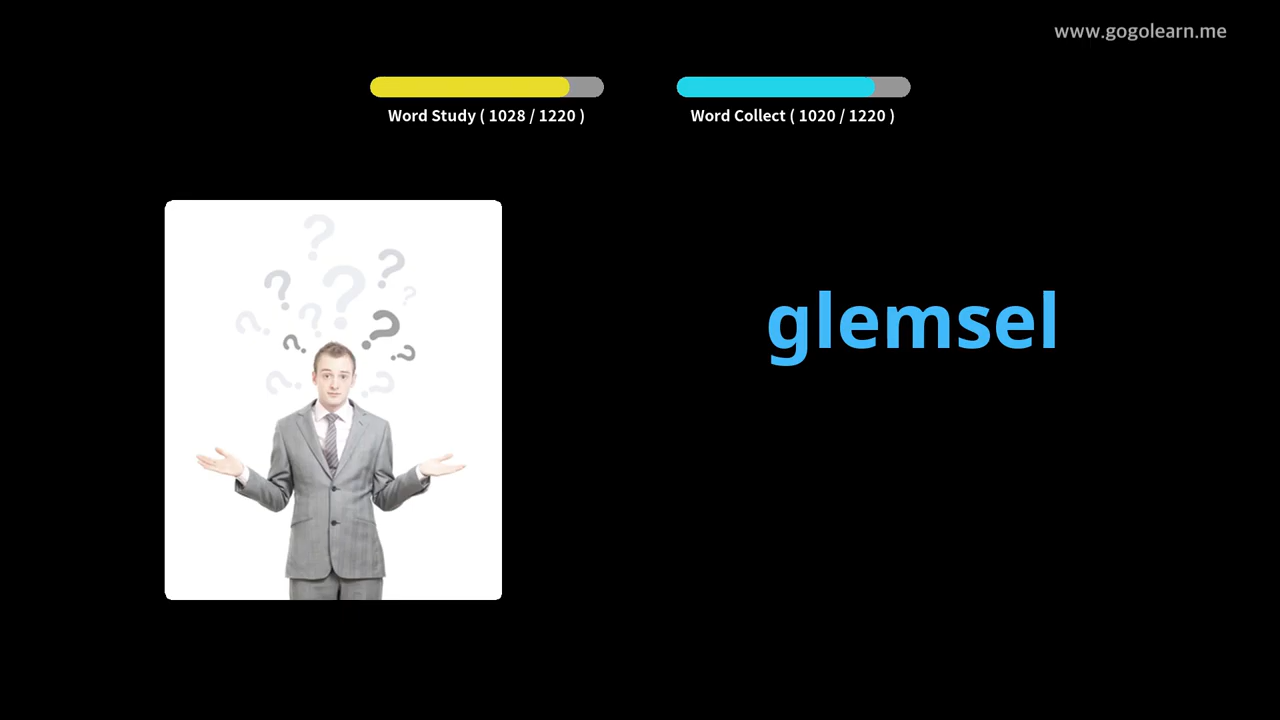 www.gogolearn.me
Word Study ( 1028 / 1220 )
Word Collect ( 1020 / 1220 )
? ? ? ? ? ? ? ? ? ? ? ?
glemsel